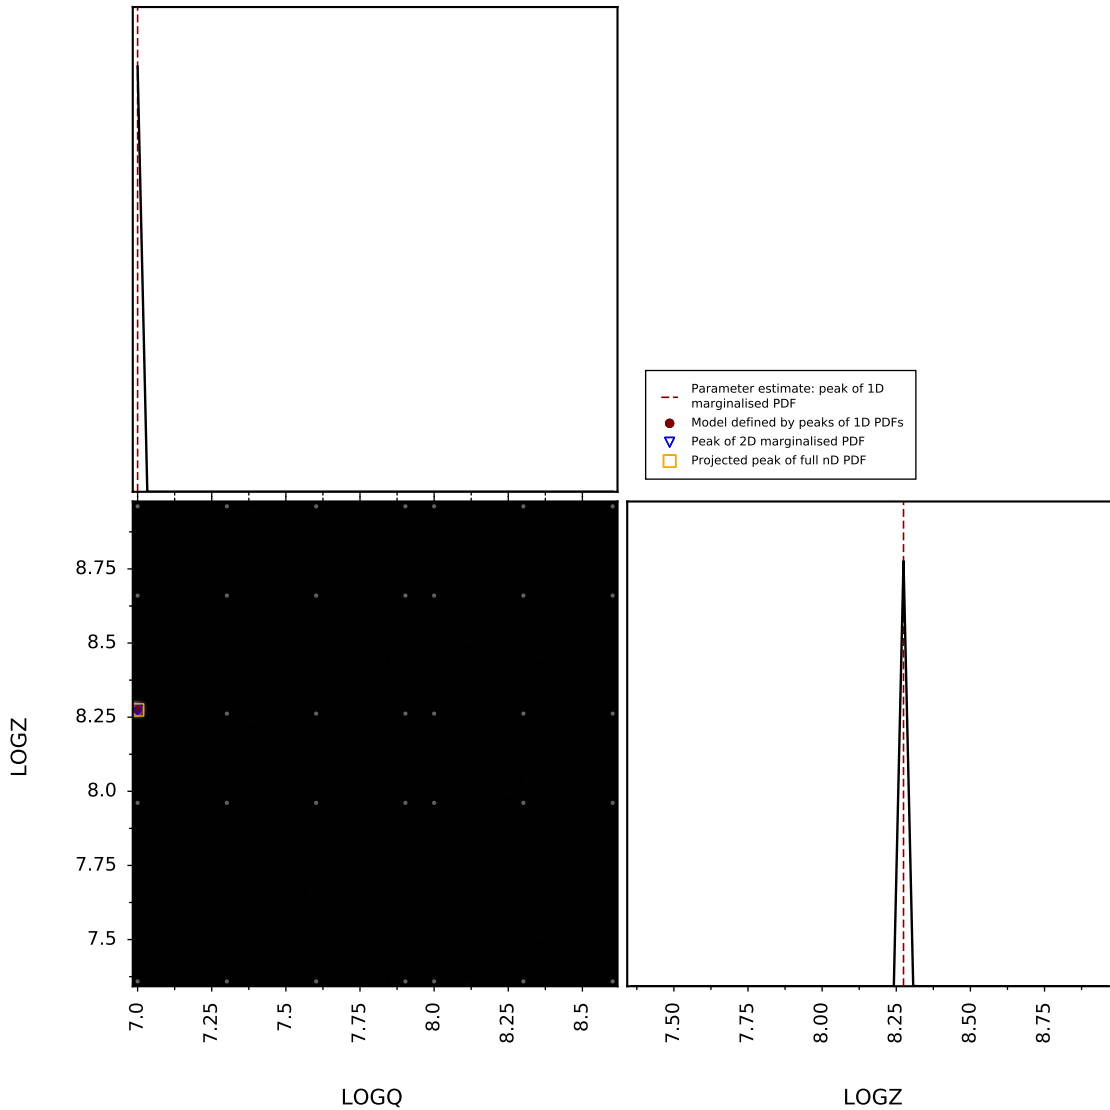 Parameter estimate: peak of 1D
marginalised PDF
Model defined by peaks of 1D PDFs
Peak of 2D marginalised PDF
Projected peak of full nD PDF
LOGZ
8.75
8.5
8.25
8.0
7.75
7.5
7.0
7.25
7.5
7.75
8.0
8.25
8.5
LOGQ
7.50
7.75
8.00
8.25
8.50
8.75
LOGZ